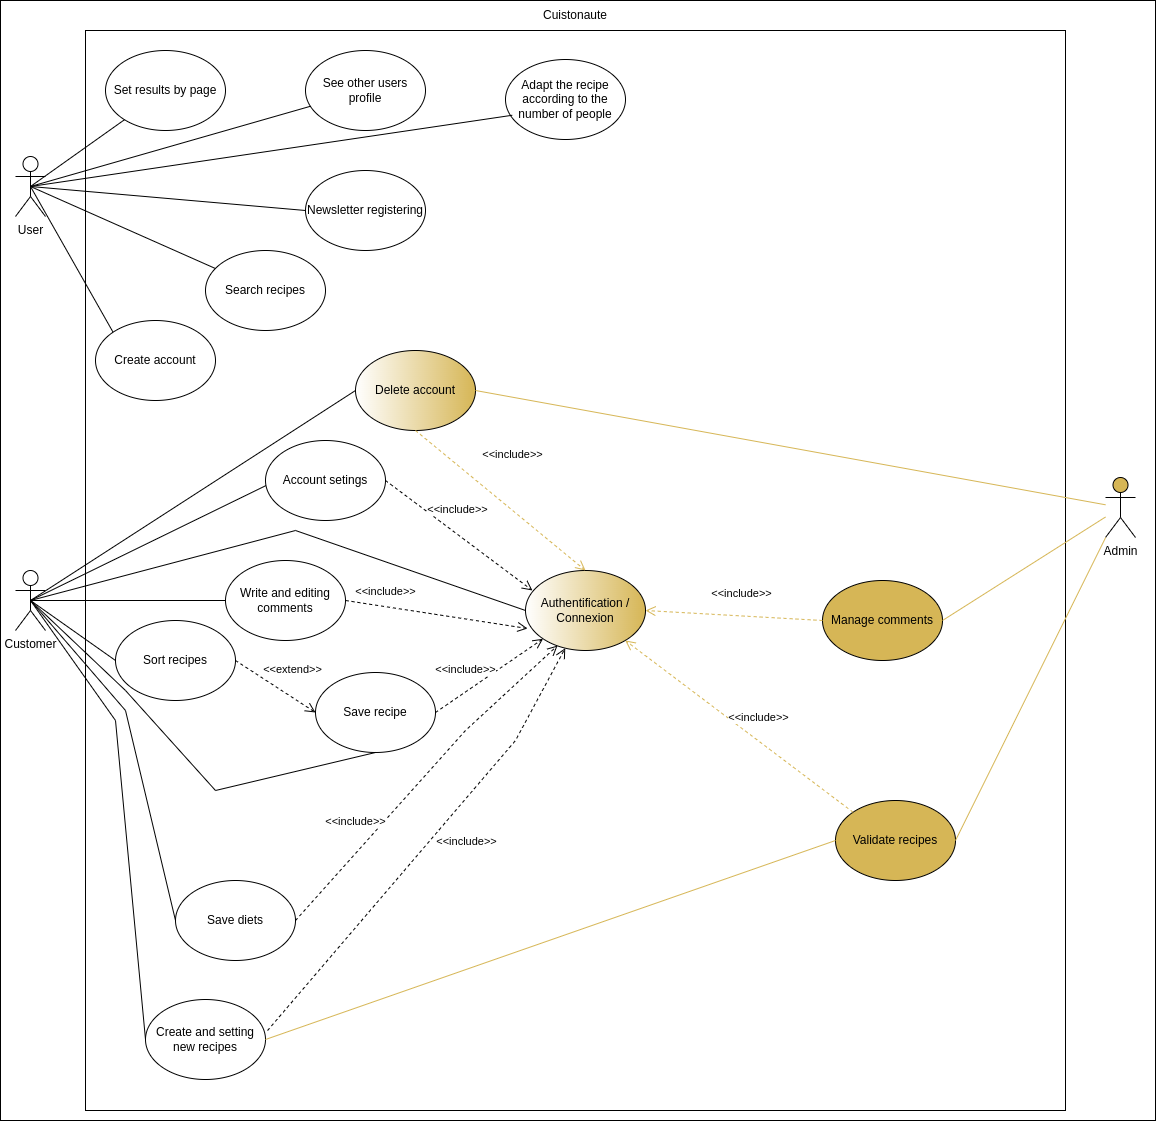 Cuistonaute
Set results by page
See other users
profile
Adapt the recipe
according to the
number of people
User
Newsletter registering
Search recipes
Create account
Delete account
<<include>>
Account setings
<<include>>
Admin
Customer
Write and editing
comments
<<include>>
Authentification /
Connexion
<<include>>
Manage comments
Sort recipes
<<extend>>
<<include>>
Save recipe
<<include>>
<<include>>
<<include>>
Validate recipes
Save diets
Create and setting
new recipes